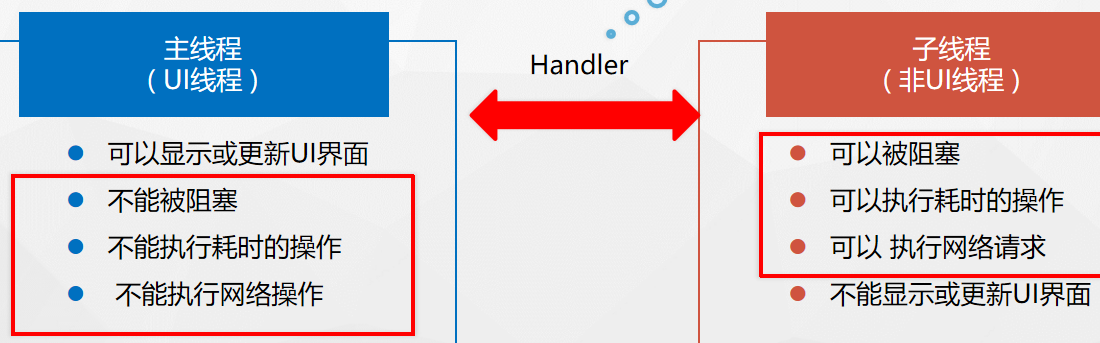 主线程
（UI线程）
可以显示或更新UI界面
不能被阻塞
不能执行耗时的操作
不能执行网络操作
Handler
子线程
（非UI线程）
可以被阻塞
可以执行耗时的操作
可以 执行网络请求
不能显示或更新UI界面